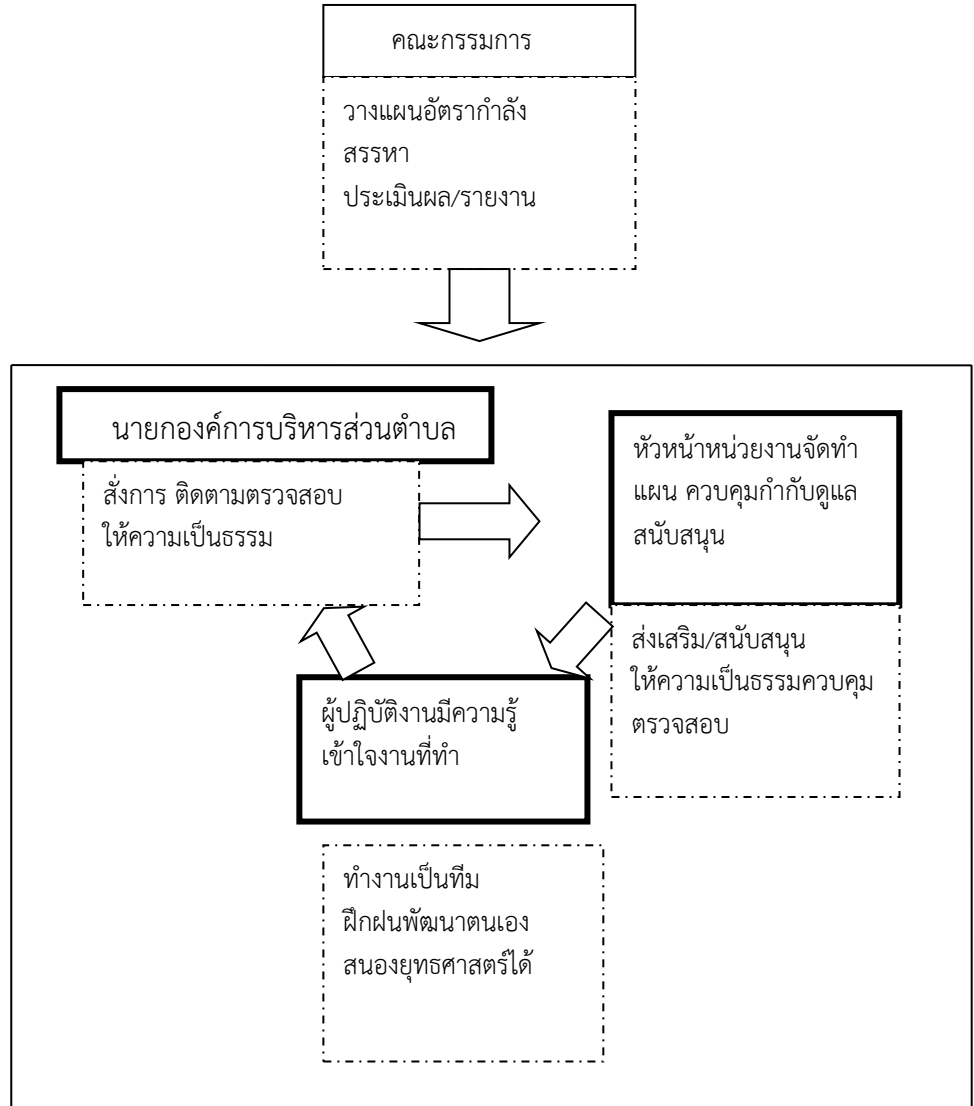 คณะกรรมการ
วางแผนอัตรากำลัง
สรรหา
ประเมินผล/รายงาน
นายกองค์การบริหารส่วนตำบล
สั่งการ ติดตามตรวจสอบ
ให้ความเป็นธรรม
หัวหน้าหน่วยงานจัดทำ
แผน ควบคุมกำกับดูแล
สนับสนุน
ส่งเสริม/สนับสนุน
ให้ความเป็นธรรมควบคุม
ตรวจสอบ
ผู้ปฏิบัติงานมีความรู้
เข้าใจงานที่ทำ
ทำงานเป็นทีม
ฝึกฝนพัฒนาตนเอง
สนองยุทธศาสตร์ได้